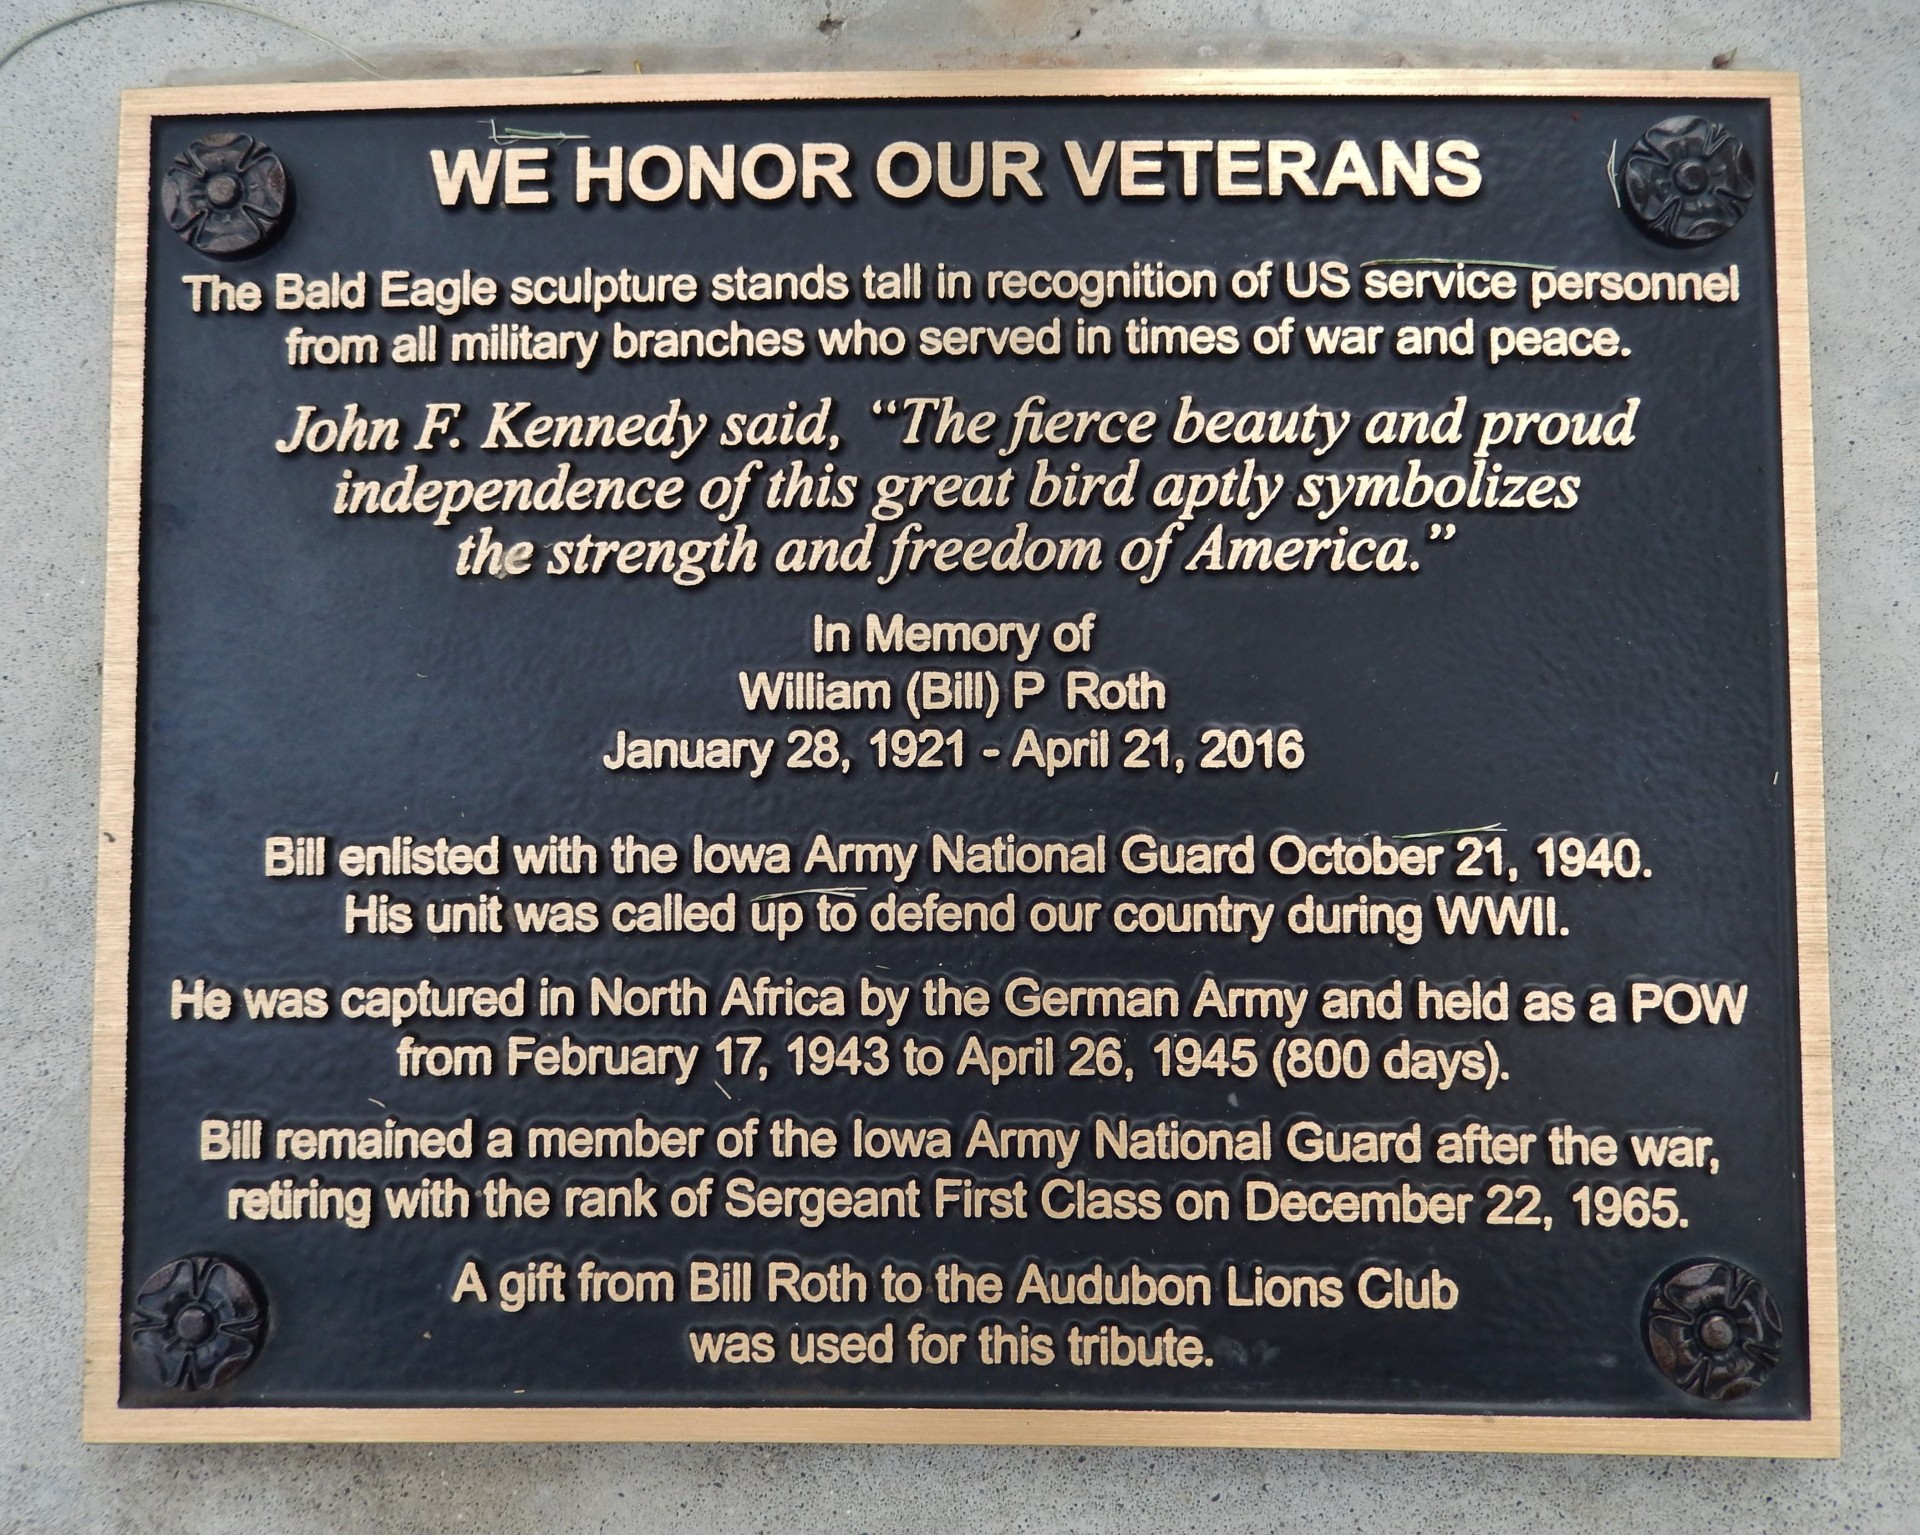 WE HONOR OUR VETERANS
The Bald Eagle sculpture stands tall in recognition of US service personnel
from all military branches who served in times of war and peace.
John F. Kennedy said, “The fierce beauty and proud
independence of this great bird aptly symbolizes
the strength and freedom of America.”
In Memory of
William (Bill) P Roth
January 28, 1921 - April 21, 2016
Bill enlisted with the Iowa Army National Guard October 21, 1940.
His unit was called up to defend our country during WWII.
He was captured in North Africa by the German Army and held as a POW
from February 17, 1943 to April 26, 1945 (800 days).
Bill remained a member of the Iowa Army National Guard after the war,
retiring with the rank of Sergeant First Class on December 22, 1965.
A gift from Bill Roth to the Audubon Lions Club
was used for this tribute.